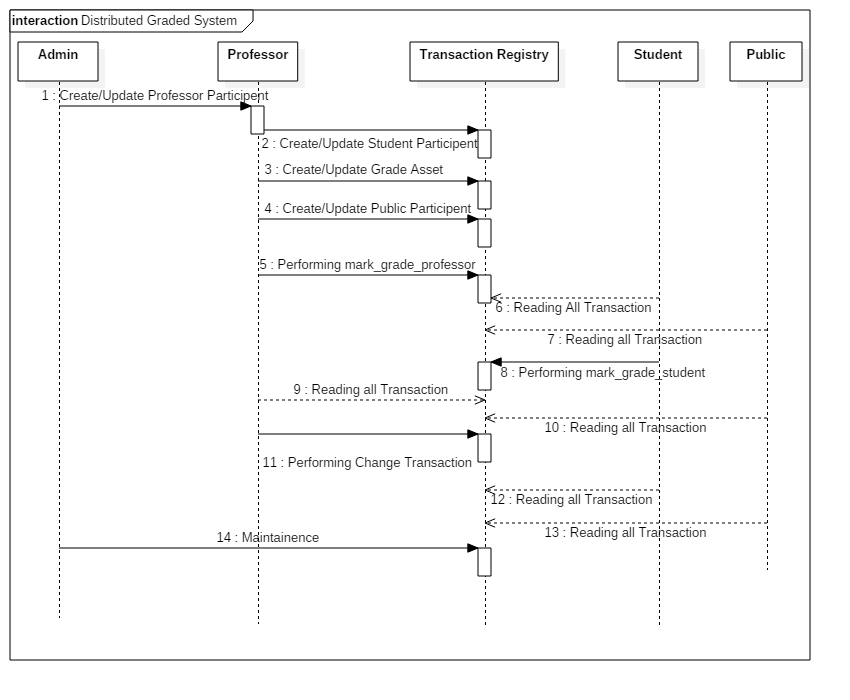 interaction Distributed Graded System
Admin
Professor
Transaction Registry
Student
Public
1 : Create/Update Professor Participent
2 : Create/Update Student Participent
3 : Create/Update Grade Asset
4 : Create/Update Public Participent
5 : Performing mark_grade_professor
6 : Reading All Transaction
7 : Reading all Transaction
8 : Performing mark_grade_student
9 : Reading all Transaction
10 : Reading all Transaction
11 : Performing Change Transaction
12 : Reading all Transaction
13 : Reading all Transaction
14 : Maintainence